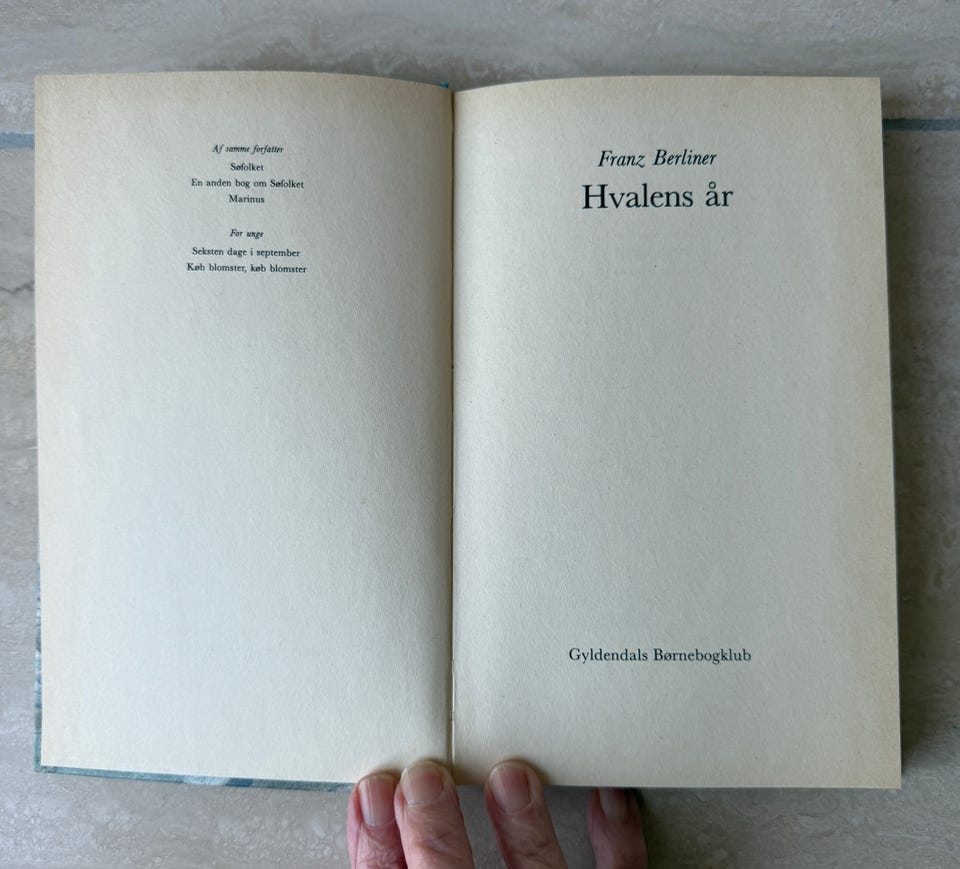 Af samme forfatter
Søfolket
En anden bog om Søfolket
Marinus
For unge
Seksten dage i september
Køb blomster, køb blomster
Franz Berliner
Hvalens år
Gyldendals Børnebogklub